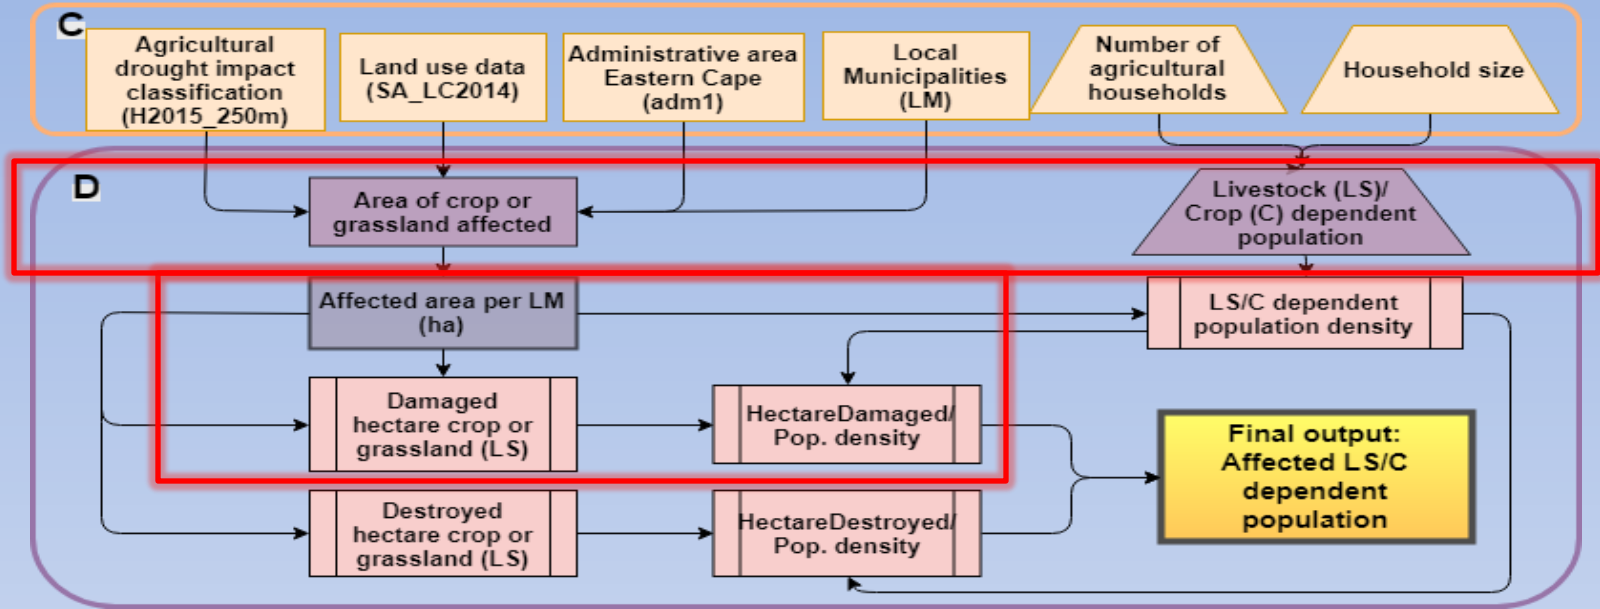 C
Agricultural
drought impact
classification
(H2015_250m)
Land use data
(SA_LC2014)
Administrative area
Eastern Cape
(adm1)
Local
Municipalities
(LM)
Number of
agricultural
households
Household size
D
Area of crop or
grassland affected
Livestock (LS)/
Crop (C) dependent
population
Affected area per LM
(ha)
LS/C dependent
population density
Damaged
hectare crop or
grassland (LS)
HectareDamaged/
Pop. density
Final output:
Affected LS/C
dependent
population
Destroyed
hectare crop or
grassland (LS)
HectareDestroyed/
Pop. density